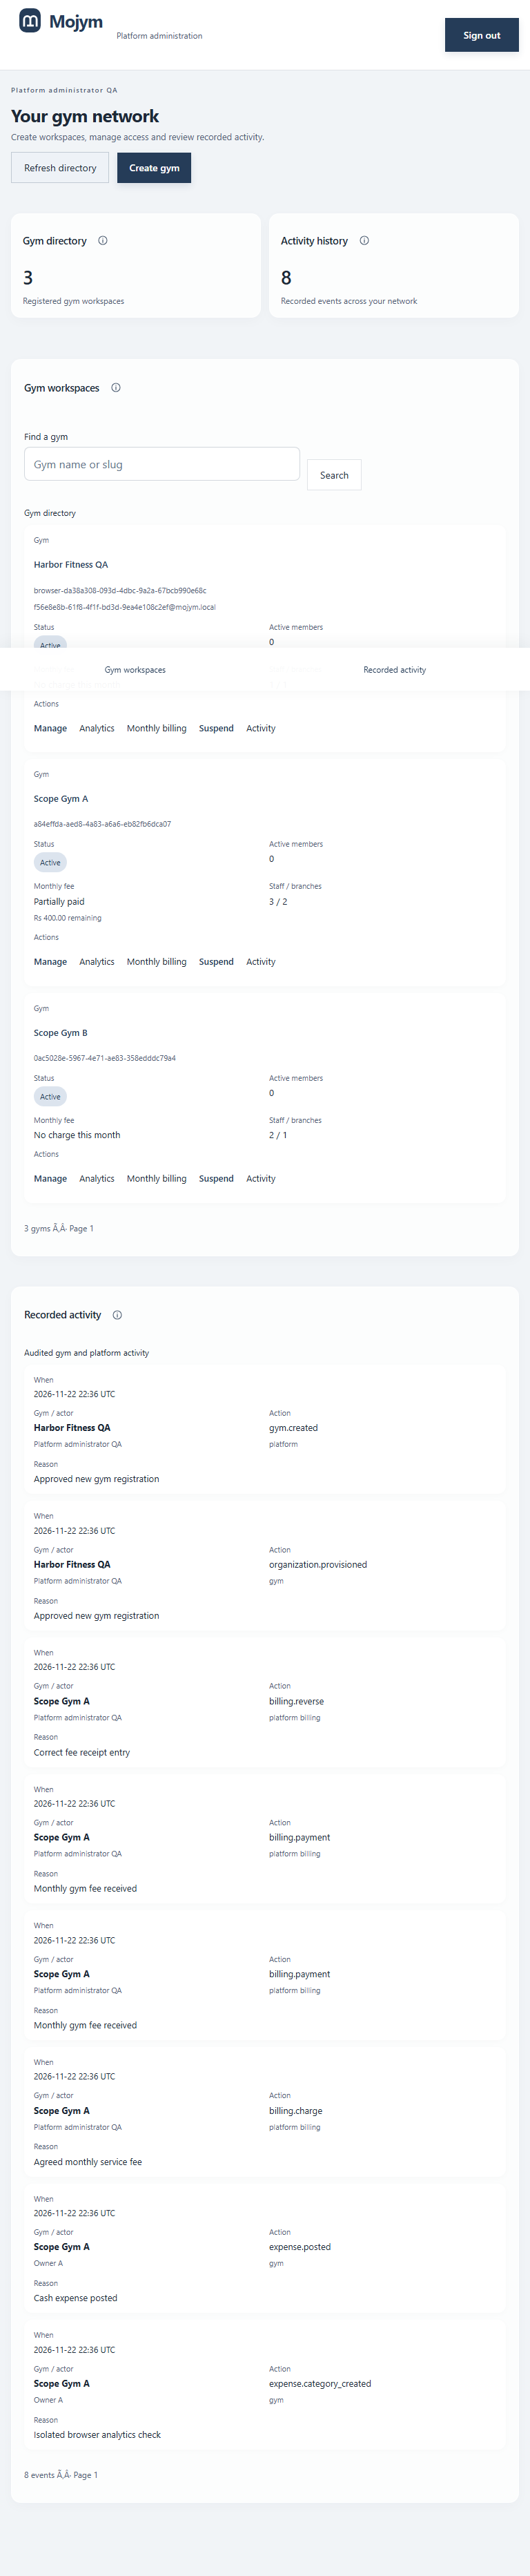 Mojym
Platform administration
Sign out
Platform administrator QA
Your gym network
Create workspaces, manage access and review recorded activity.
Refresh directory
Create gym
Gym directory
3
Registered gym workspaces
Activity history
8
Recorded events across your network
Gym workspaces
Find a gym
Gym name or slug
Search
Gym directory
Gym
Harbor Fitness QA
browser-da38a308-093d-4dbc-9a2a-67bcb990e68c
f56e8e8b-61f8-4f1f-bd3d-9ea4e108c2ef@mojym.local
Status
Active members
Active
0
Gym workspaces
Recorded activity
Actions
Manage Analytics Monthly billing Suspend Activity
Gym
Scope Gym A
a84effda-aed8-4a83-a6a6-eb82fb6dca07
Status
Active members
Active
0
Monthly fee
Staff / branches
Partially paid
3 / 2
Rs 400.00 remaining
Actions
Manage Analytics Monthly billing Suspend Activity
Gym
Scope Gym B
0ac5028e-5967-4e71-ae83-358edddc79a4
Status
Active members
Active
0
Monthly fee
Staff / branches
No charge this month
2 / 1
Actions
Manage Analytics Monthly billing Suspend Activity
3 gyms Ã‚Â· Page 1
Recorded activity
Audited gym and platform activity
When
2026-11-22 22:36 UTC
Gym / actor
Action
Harbor Fitness QA
gym.created
Platform administrator QA
platform
Reason
Approved new gym registration
When
2026-11-22 22:36 UTC
Gym / actor
Action
Harbor Fitness QA
organization.provisioned
Platform administrator QA
gym
Reason
Approved new gym registration
When
2026-11-22 22:36 UTC
Gym / actor
Action
Scope Gym A
billing.reverse
Platform administrator QA
platform billing
Reason
Correct fee receipt entry
When
2026-11-22 22:36 UTC
Gym / actor
Action
Scope Gym A
billing.payment
Platform administrator QA
platform billing
Reason
Monthly gym fee received
When
2026-11-22 22:36 UTC
Gym / actor
Action
Scope Gym A
billing.payment
Platform administrator QA
platform billing
Reason
Monthly gym fee received
When
2026-11-22 22:36 UTC
Gym / actor
Action
Scope Gym A
billing.charge
Platform administrator QA
platform billing
Reason
Agreed monthly service fee
When
2026-11-22 22:36 UTC
Gym / actor
Action
Scope Gym A
expense.posted
Owner A
gym
Reason
Cash expense posted
When
2026-11-22 22:36 UTC
Gym / actor
Action
Scope Gym A
expense.category_created
Owner A
gym
Reason
Isolated browser analytics check
8 events Ã‚Â· Page 1